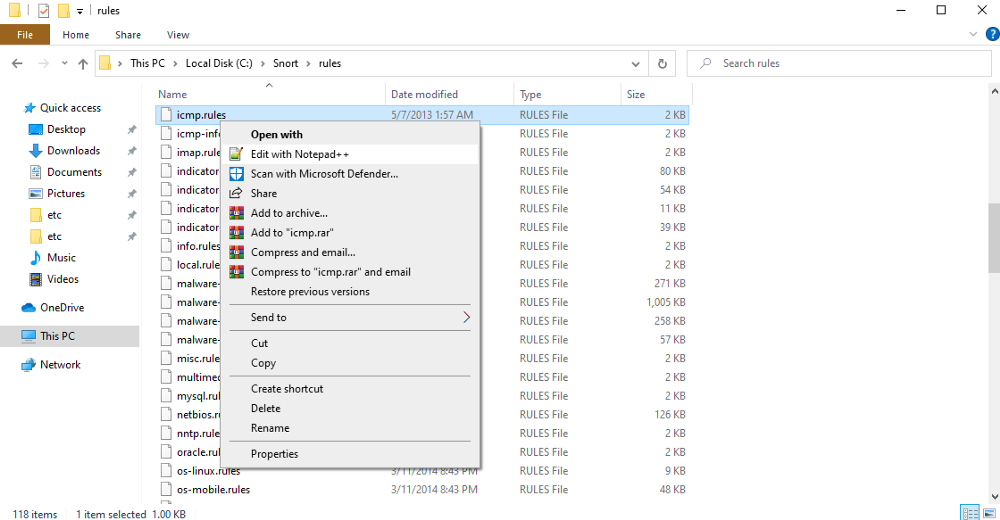 rules
File Home Share View
This PC Local Disk (C:) Snort rules
Search rules
Name Date modified Type Size
Quick access
Desktop
Downloads
Documents
Pictures
etc
etc
Music
Videos
OneDrive
This PC
Network
icmp.rules 5/7/2013 1:57 AM RULES File 2 KB
icmp-info RULES File 2 KB
imap.rule RULES File 2 KB
indicator RULES File 80 KB
indicator RULES File 54 KB
indicator RULES File 11 KB
indicator RULES File 39 KB
info.rules RULES File 2 KB
local.rule RULES File 2 KB
malware- RULES File 271 KB
malware- RULES File 1,005 KB
malware- RULES File 258 KB
malware- RULES File 57 KB
misc.rules RULES File 2 KB
multimed RULES File 2 KB
mysql.rul RULES File 2 KB
netbios.ru RULES File 126 KB
nntp.rule RULES File 2 KB
oracle.rul RULES File 2 KB
os-linux.rules 3/11/2014 8:43 PM RULES File 9 KB
os-mobile.rules 3/11/2014 8:43 PM RULES File 48 KB
Open with
Edit with Notepad++
Scan with Microsoft Defender...
Share
Add to archive...
Add to "icmp.rar"
Compress and email...
Compress to "icmp.rar" and email
Restore previous versions
Send to
Cut
Copy
Create shortcut
Delete
Rename
Properties
118 items 1 item selected 1.00 KB